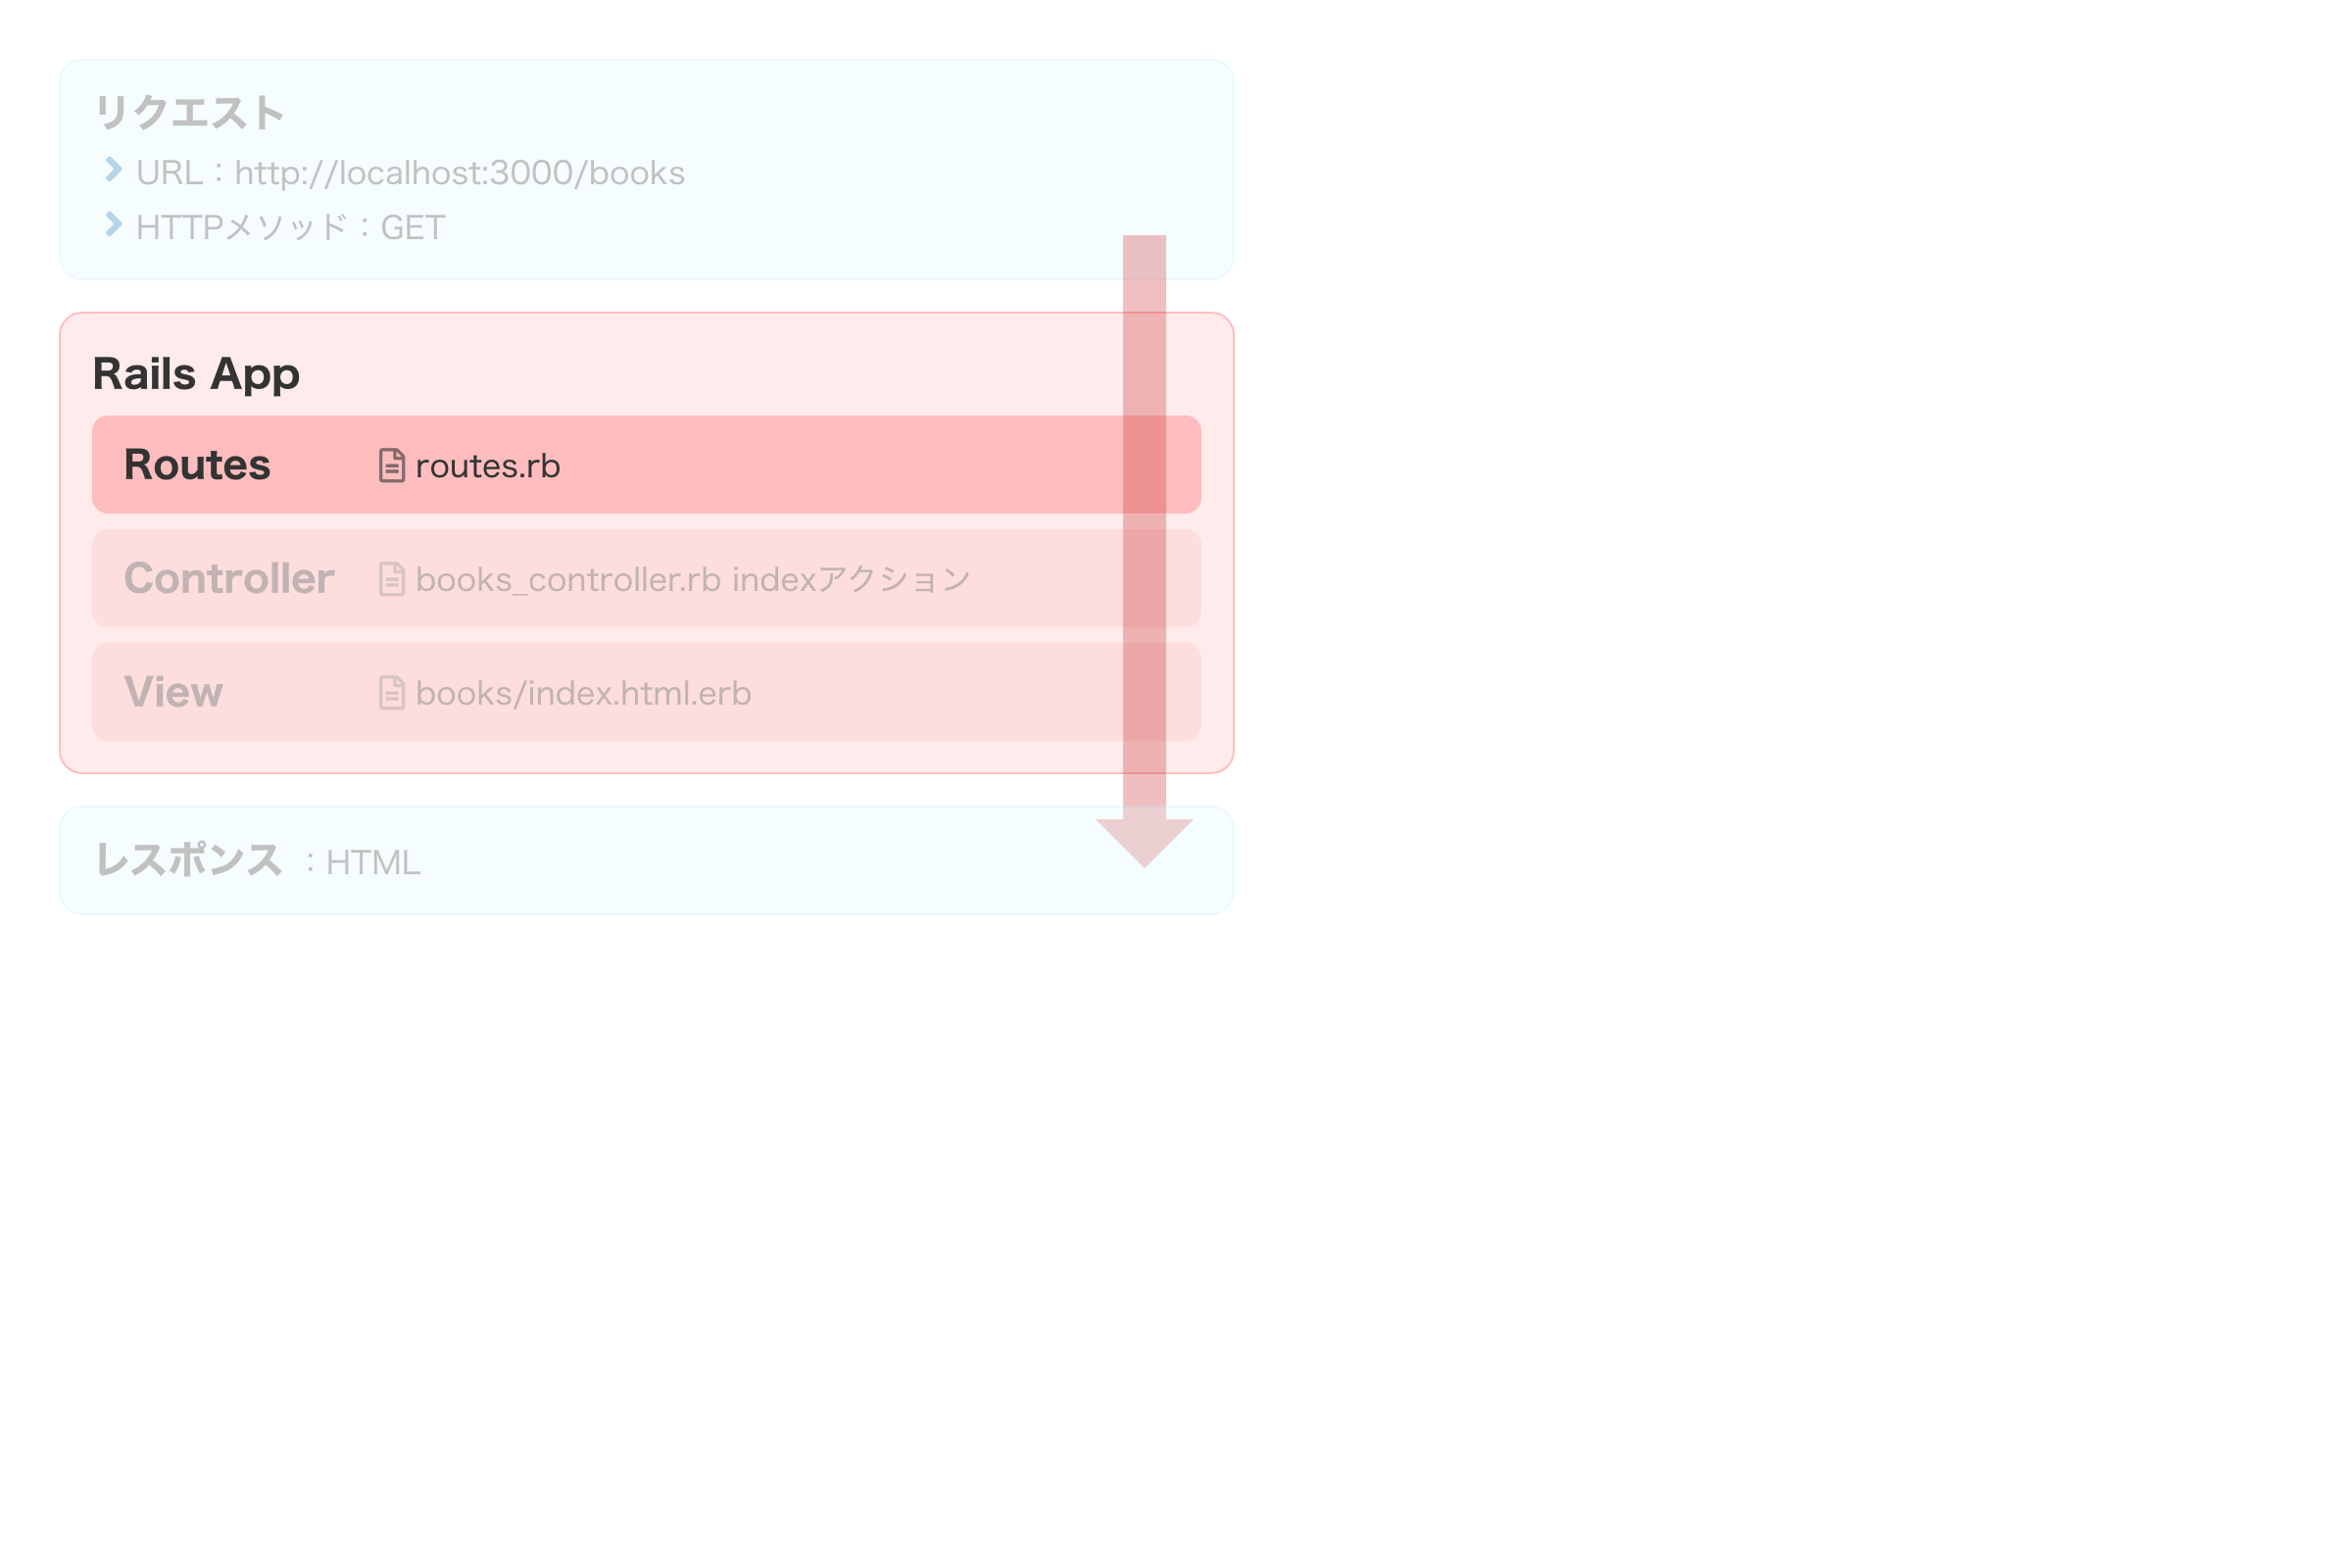 リクエスト
URL：http://localhost:3000/books
HTTPメソッド：GET
Rails App
Routes routes.rb
Controller books_controller.rb indexアクション
View books/index.html.erb
レスポンス ：HTML